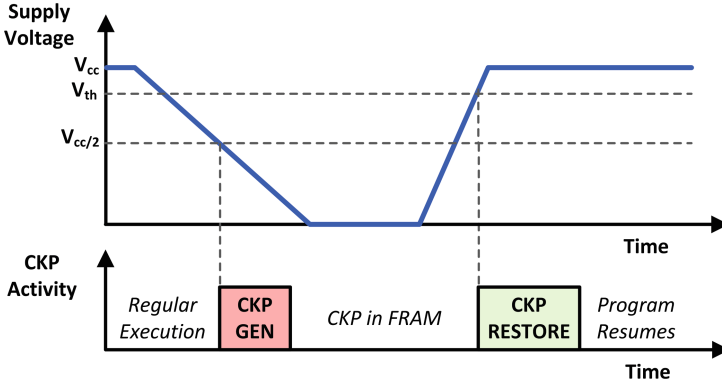 Supply
Voltage
Vcc
Vth
Vcc/2
Time
CKP
Activity
Regular
Execution
CKP
GEN
CKP in FRAM
CKP
RESTORE
Program
Resumes
Time